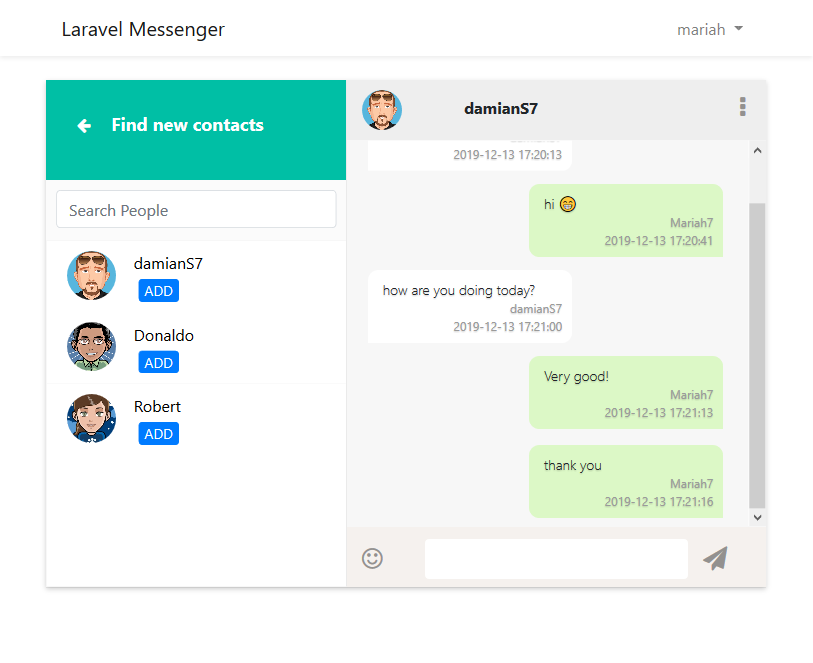 Laravel Messenger
mariah
Find new contacts
Search People
damianS7
ADD
Donaldo
ADD
Robert
ADD
damianS7
2019-12-13 17:20:13
hi 😁
Mariah7
2019-12-13 17:20:41
how are you doing today?
damianS7
2019-12-13 17:21:00
Very good!
Mariah7
2019-12-13 17:21:13
thank you
Mariah7
2019-12-13 17:21:16